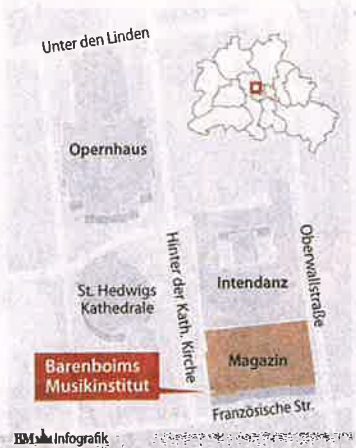 Unter den Linden
Opernhaus
St. Hedwigs
Kathedrale
Hinter der Kath. Kirche
Intendanz
Oberwallstraße
Magazin
Barenboims
Musikinstitut
Französische Str.
BM Infografik